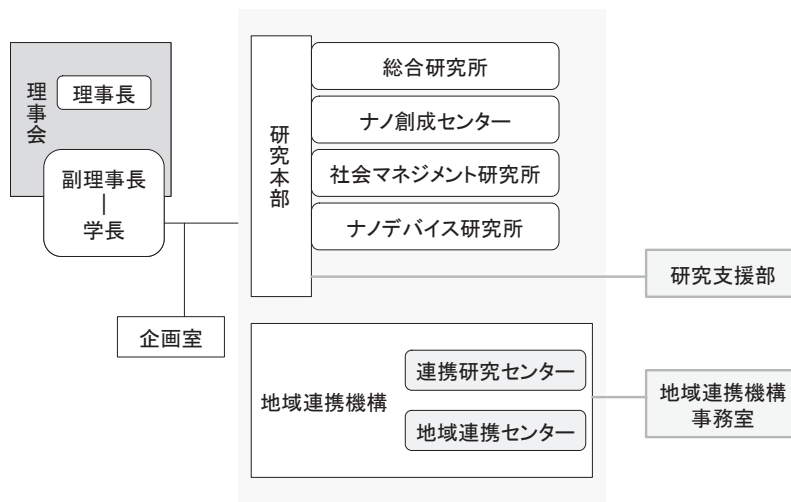 理事会
理事長
副理事長
学長
企画室
研究本部
総合研究所
ナノ創成センター
社会マネジメント研究所
ナノデバイス研究所
研究支援部
地域連携機構
連携研究センター
地域連携センター
地域連携機構
事務室